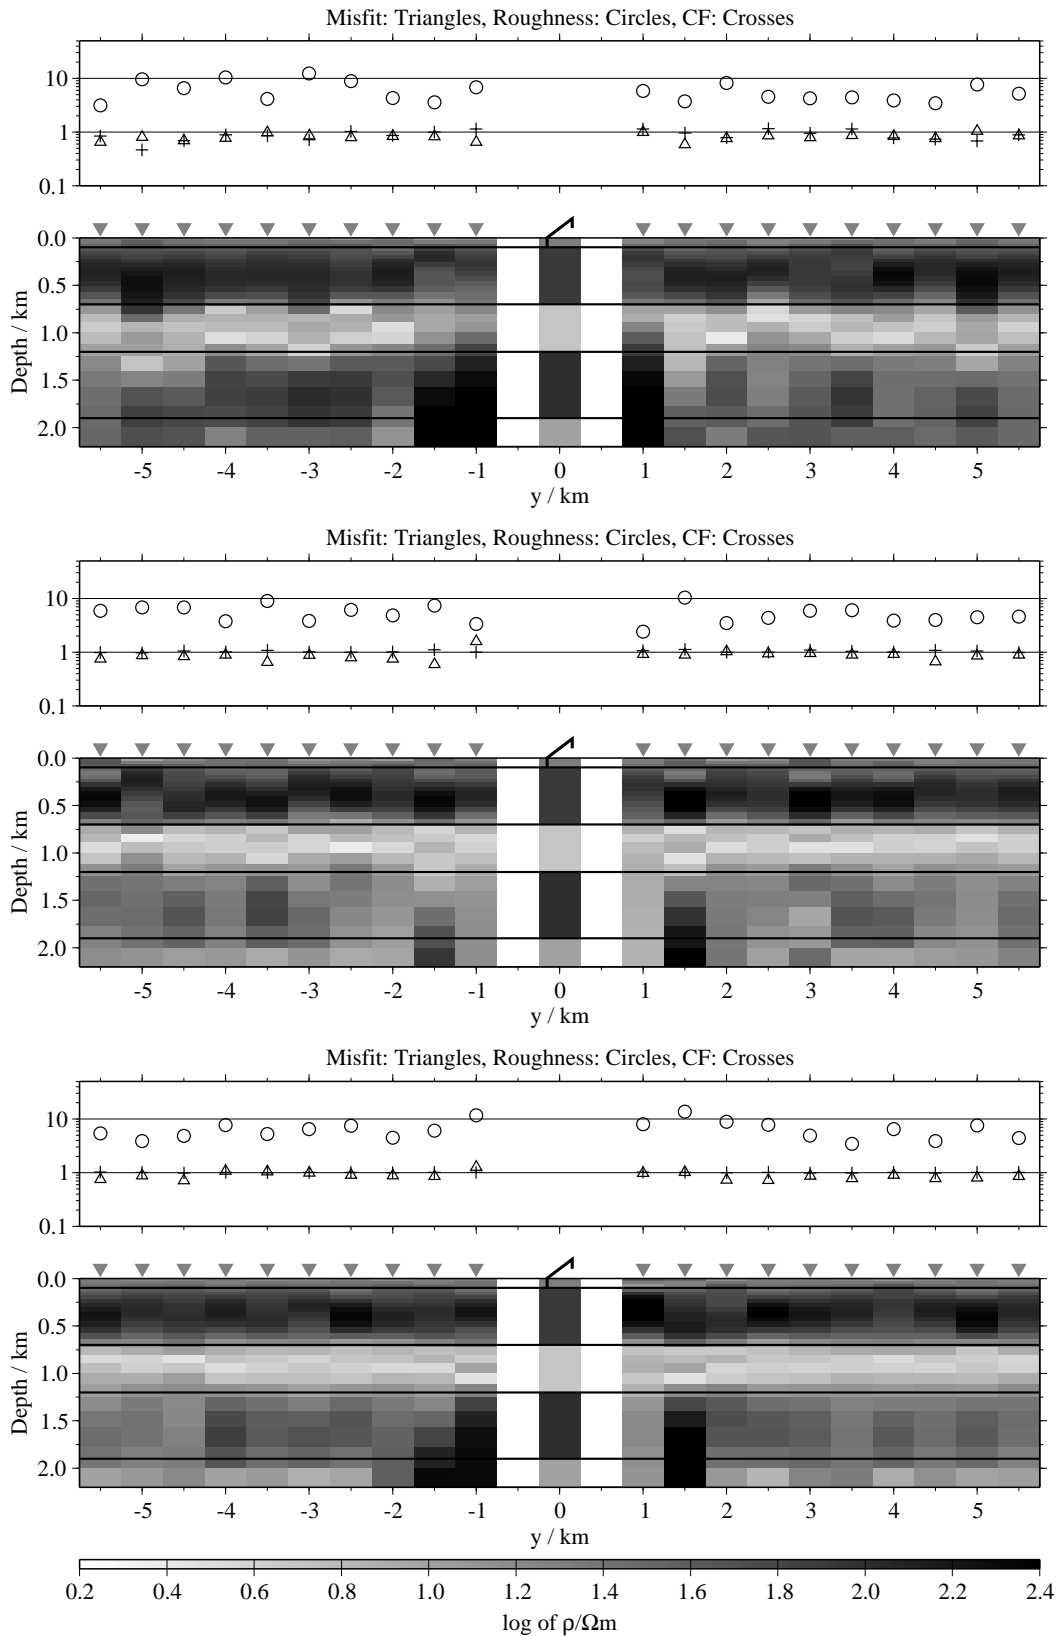 Misfit: Triangles, Roughness: Circles, CF: Crosses
10
1
0.1
0.0
0.5
1.0
1.5
2.0
Depth / km
-5 -4 -3 -2 -1 0 1 2 3 4 5
y / km
Misfit: Triangles, Roughness: Circles, CF: Crosses
10
1
0.1
0.0
0.5
1.0
1.5
2.0
Depth / km
-5 -4 -3 -2 -1 0 1 2 3 4 5
y / km
Misfit: Triangles, Roughness: Circles, CF: Crosses
10
1
0.1
0.0
0.5
1.0
1.5
2.0
Depth / km
-5 -4 -3 -2 -1 0 1 2 3 4 5
y / km
0.2 0.4 0.6 0.8 1.0 1.2 1.4 1.6 1.8 2.0 2.2 2.4
log of ρ/Ωm